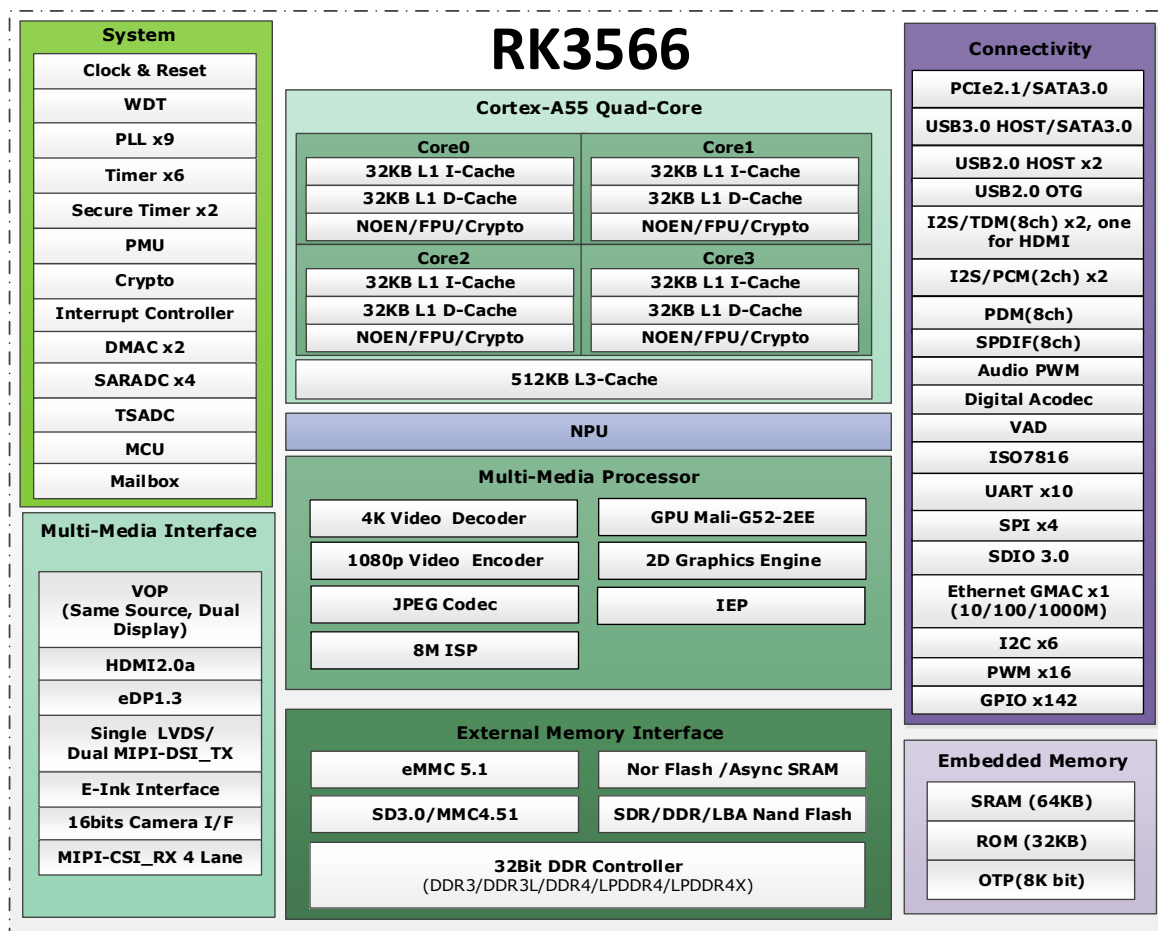 RK3566
System
Clock & Reset
WDT
PLL x9
Timer x6
Secure Timer x2
PMU
Crypto
Interrupt Controller
DMAC x2
SARADC x4
TSADC
MCU
Mailbox
Multi-Media Interface
VOP
(Same Source, Dual
Display)
HDMI2.0a
eDP1.3
Single LVDS/
Dual MIPI-DSI_TX
E-Ink Interface
16bits Camera I/F
MIPI-CSI_RX 4 Lane
Cortex-A55 Quad-Core
Core0
32KB L1 I-Cache
32KB L1 D-Cache
NOEN/FPU/Crypto
Core1
32KB L1 I-Cache
32KB L1 D-Cache
NOEN/FPU/Crypto
Core2
32KB L1 I-Cache
32KB L1 D-Cache
NOEN/FPU/Crypto
Core3
32KB L1 I-Cache
32KB L1 D-Cache
NOEN/FPU/Crypto
512KB L3-Cache
NPU
Multi-Media Processor
4K Video Decoder
1080p Video Encoder
JPEG Codec
8M ISP
GPU Mali-G52-2EE
2D Graphics Engine
IEP
External Memory Interface
eMMC 5.1
Nor Flash /Async SRAM
SD3.0/MMC4.51
SDR/DDR/LBA Nand Flash
32Bit DDR Controller
(DDR3/DDR3L/DDR4/LPDDR4/LPDDR4X)
Connectivity
PCIe2.1/SATA3.0
USB3.0 HOST/SATA3.0
USB2.0 HOST x2
USB2.0 OTG
I2S/TDM(8ch) x2, one
for HDMI
I2S/PCM(2ch) x2
PDM(8ch)
SPDIF(8ch)
Audio PWM
Digital Acodec
VAD
ISO7816
UART x10
SPI x4
SDIO 3.0
Ethernet GMAC x1
(10/100/1000M)
I2C x6
PWM x16
GPIO x142
Embedded Memory
SRAM (64KB)
ROM (32KB)
OTP(8K bit)